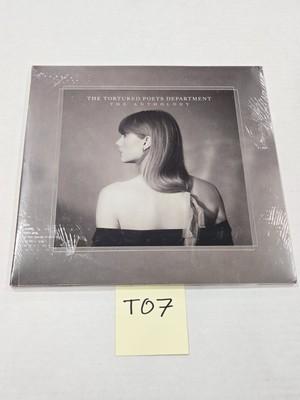 THE TORTURED POETS DEPARTMENT
THE ANTHOLOGY
T07